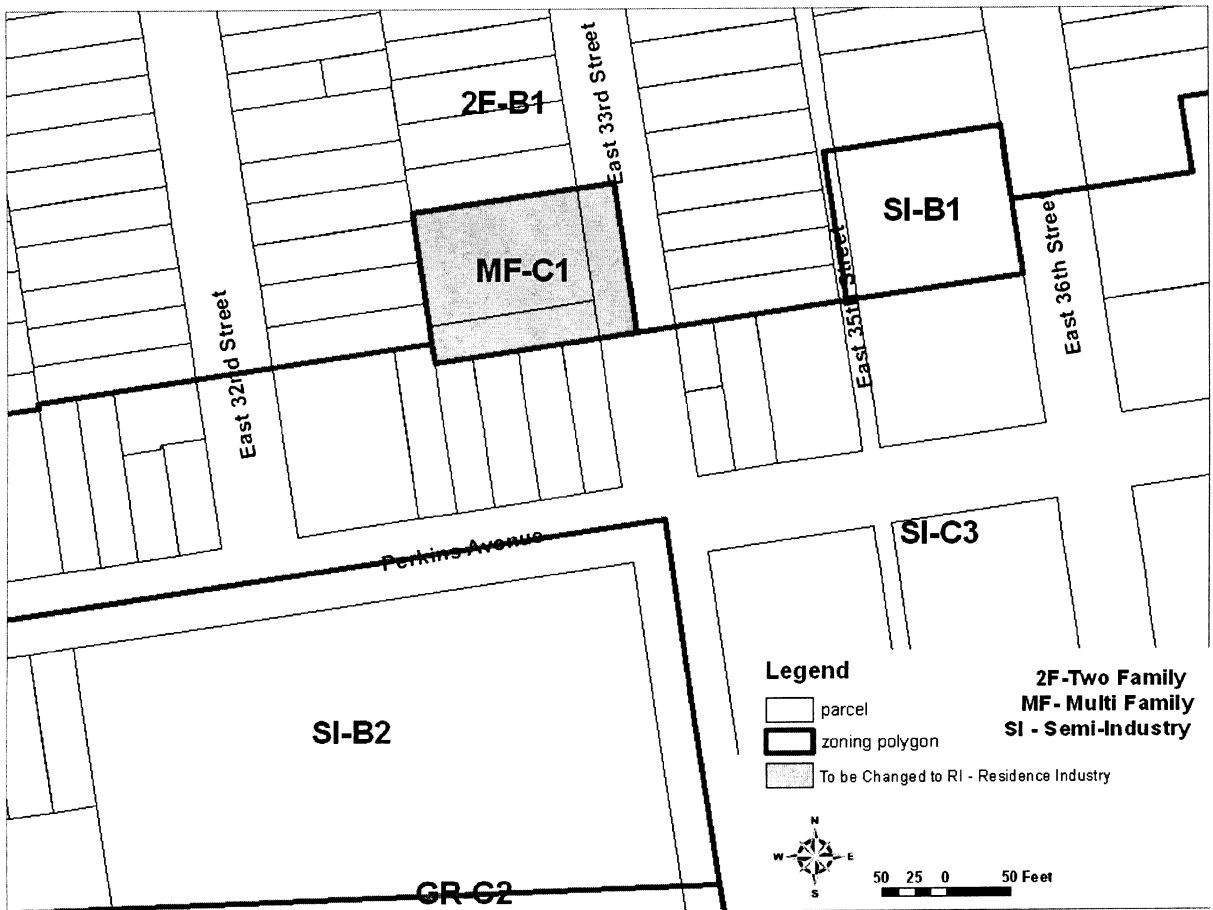 2F-B1
East 33rd Street
SI-B1
MF-C1
East 32nd Street
East 35th Street
East 36th Street
Perkins Avenue
SI-C3
SI-B2
GR-C2
Legend
parcel
zoning polygon
To be Changed to RI - Residence Industry
2F-Two Family
MF- Multi Family
SI - Semi-Industry
N
W E
S
50 25 0 50 Feet